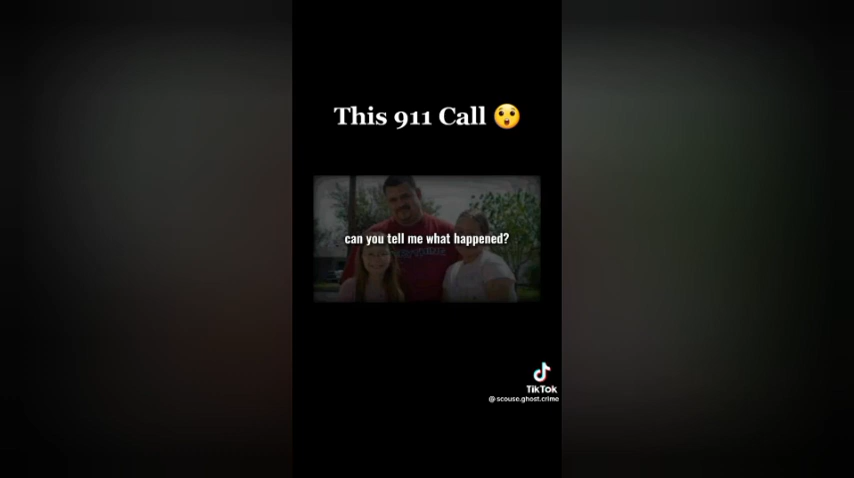 This 911 Call 😲
can you tell me what happened?
TikTok
@ scouse.ghost.crime